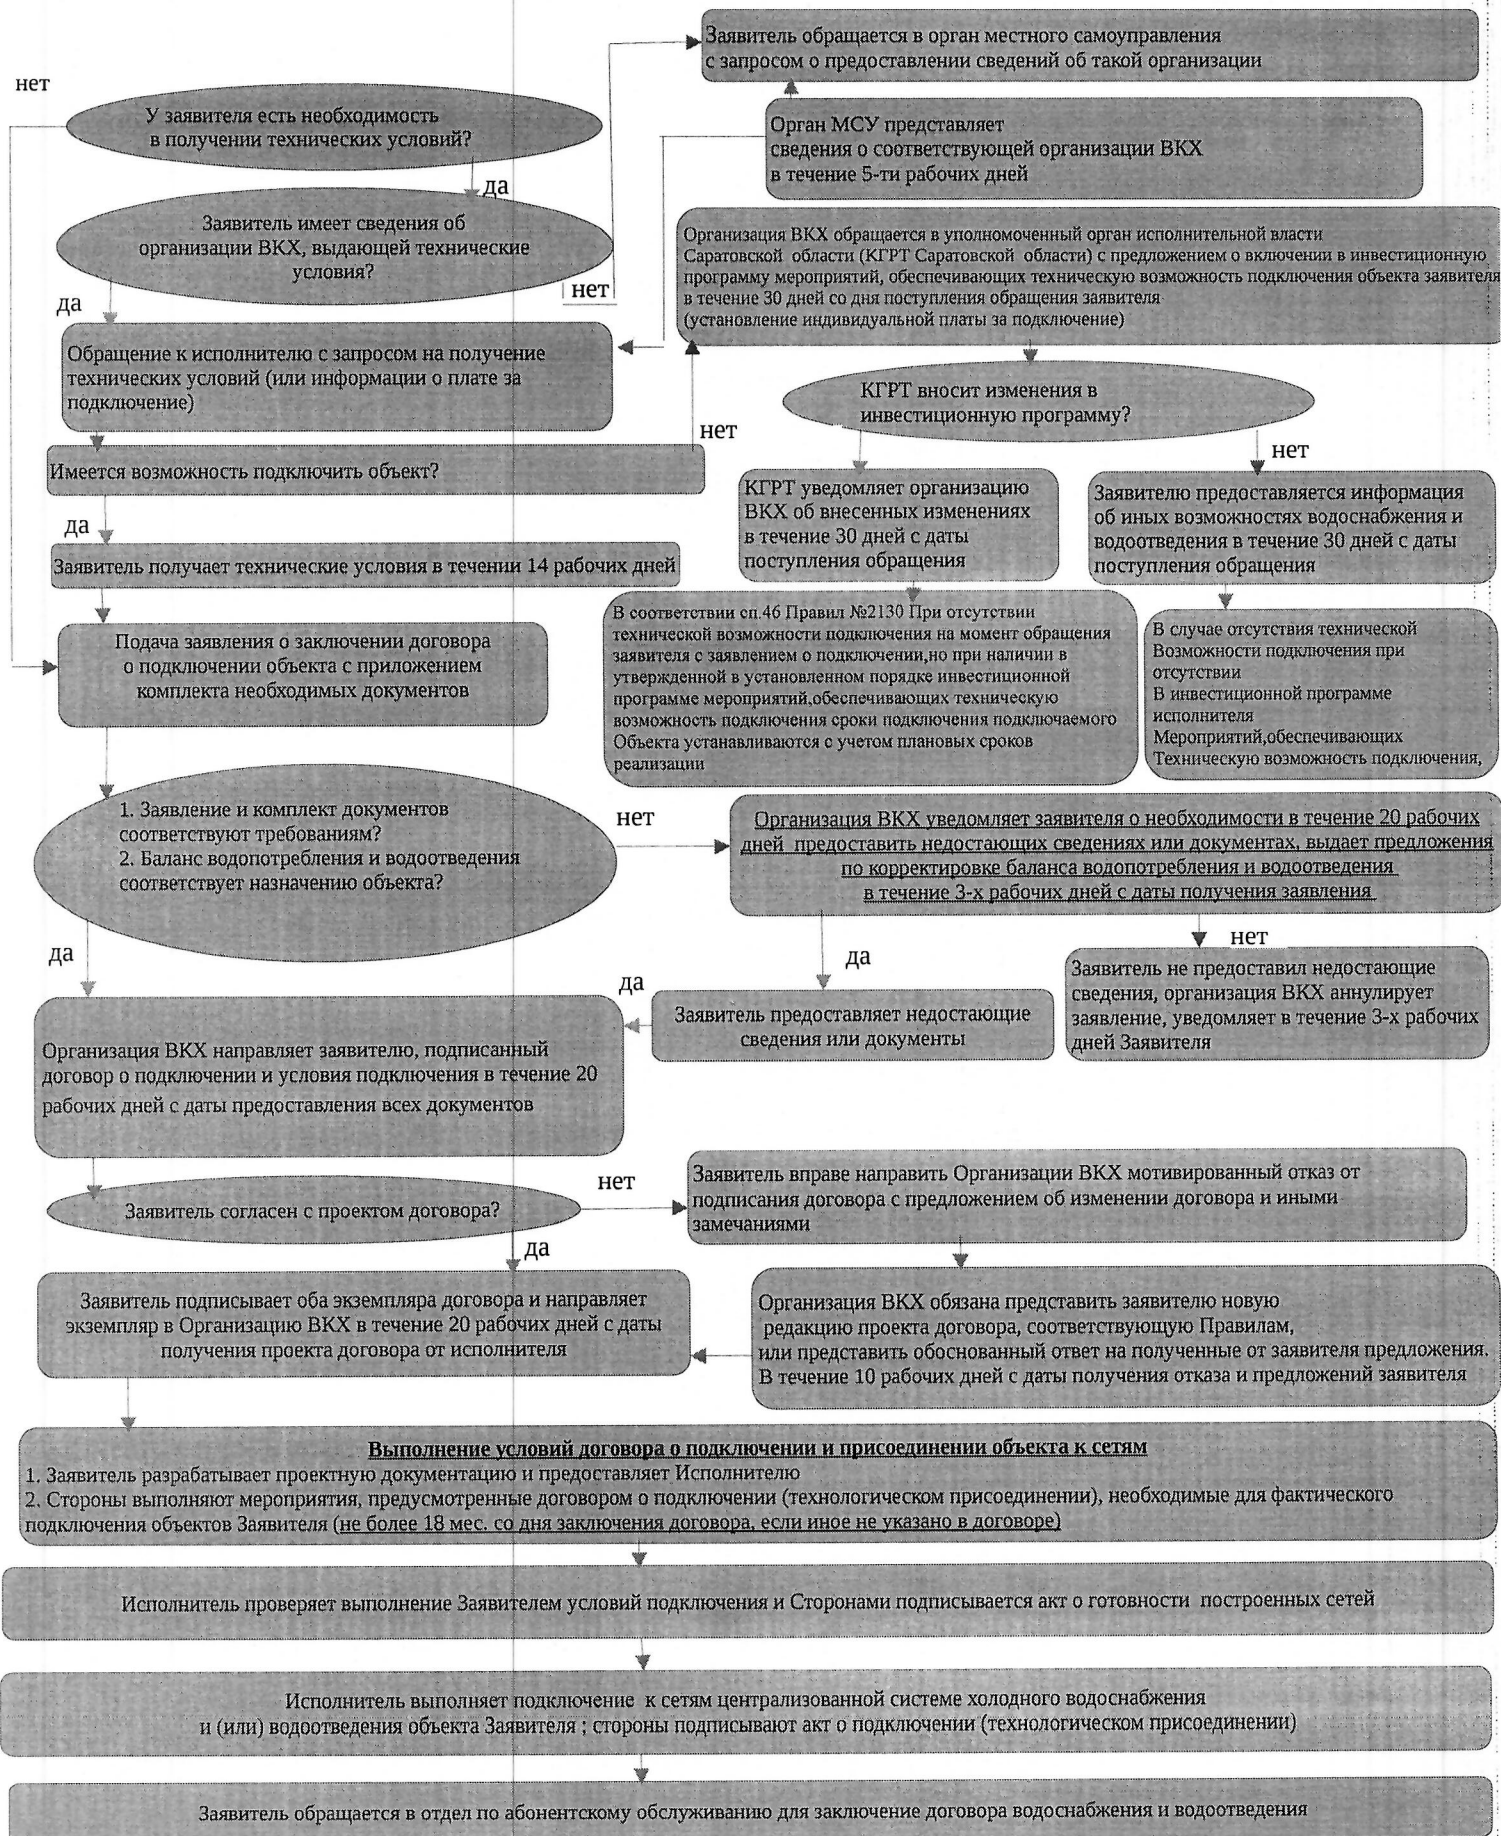 Заявитель обращается в орган местного самоуправления
с запросом о предоставлении сведений об такой организации
нет
У заявителя есть необходимость
в получении технических условий?
Орган МСУ представляет
сведения о соответствующей организации ВКХ
в течение 5-ти рабочих дней
да
Заявитель имеет сведения об
организации ВКХ, выдающей технические
условия?
нет
Организация ВКХ обращается в уполномоченный орган исполнительной власти
Саратовской области (КГРТ Саратовской области) с предложением о включении в инвестиционную
программу мероприятий, обеспечивающих техническую возможность подключения объекта заявителя
в течение 30 дней со дня поступления обращения заявителя
(установление индивидуальной платы за подключение)
да
Обращение к исполнителю с запросом на получение
технических условий (или информации о плате за
подключение)
КГРТ вносит изменения в
инвестиционную программу?
нет
нет
Имеется возможность подключить объект?
КГРТ уведомляет организацию
ВКХ об внесенных изменениях
в течение 30 дней с даты
поступления обращения
Заявителю предоставляется информация
об иных возможностях водоснабжения и
водоотведения в течение 30 дней с даты
поступления обращения
да
Заявитель получает технические условия в течении 14 рабочих дней
В соответствии сп.46 Правил №2130 При отсутствии
технической возможности подключения на момент обращения
заявителя с заявлением о подключении,но при наличии в
утвержденной в установленном порядке инвестиционной
программе мероприятий,обеспечивающих техническую
возможность подключения сроки подключения подключаемого
Объекта устанавливаются с учетом плановых сроков
реализации
В случае отсутствия технической
Возможности подключения при
отсутствии
В инвестиционной программе
исполнителя
Мероприятий,обеспечивающих
Техническую возможность подключения,
Подача заявления о заключении договора
о подключении объекта с приложением
комплекта необходимых документов
1. Заявление и комплект документов
соответствуют требованиям?
2. Баланс водопотребления и водоотведения
соответствует назначению объекта?
нет
Организация ВКХ уведомляет заявителя о необходимости в течение 20 рабочих
дней предоставить недостающих сведениях или документах, выдает предложения
по корректировке баланса водопотребления и водоотведения
в течение 3-х рабочих дней с даты получения заявления
да
да
нет
да
Заявитель предоставляет недостающие
сведения или документы
Заявитель не предоставил недостающие
сведения, организация ВКХ аннулирует
заявление, уведомляет в течение 3-х рабочих
дней Заявителя
Организация ВКХ направляет заявителю, подписанный
договор о подключении и условия подключения в течение 20
рабочих дней с даты предоставления всех документов
Заявитель согласен с проектом договора?
нет
Заявитель вправе направить Организации ВКХ мотивированный отказ от
подписания договора с предложением об изменении договора и иными
замечаниями
да
Заявитель подписывает оба экземпляра договора и направляет
экземпляр в Организацию ВКХ в течение 20 рабочих дней с даты
получения проекта договора от исполнителя
Организация ВКХ обязана представить заявителю новую
редакцию проекта договора, соответствующую Правилам,
или представить обоснованный ответ на полученные от заявителя предложения.
В течение 10 рабочих дней с даты получения отказа и предложений заявителя
Выполнение условий договора о подключении и присоединении объекта к сетям
1. Заявитель разрабатывает проектную документацию и предоставляет Исполнителю
2. Стороны выполняют мероприятия, предусмотренные договором о подключении (технологическом присоединении), необходимые для фактического
подключения объектов Заявителя (не более 18 мес. со дня заключения договора, если иное не указано в договоре)
Исполнитель проверяет выполнение Заявителем условий подключения и Сторонами подписывается акт о готовности построенных сетей
Исполнитель выполняет подключение к сетям централизованной системе холодного водоснабжения
и (или) водоотведения объекта Заявителя ; стороны подписывают акт о подключении (технологическом присоединении)
Заявитель обращается в отдел по абонентскому обслуживанию для заключение договора водоснабжения и водоотведения